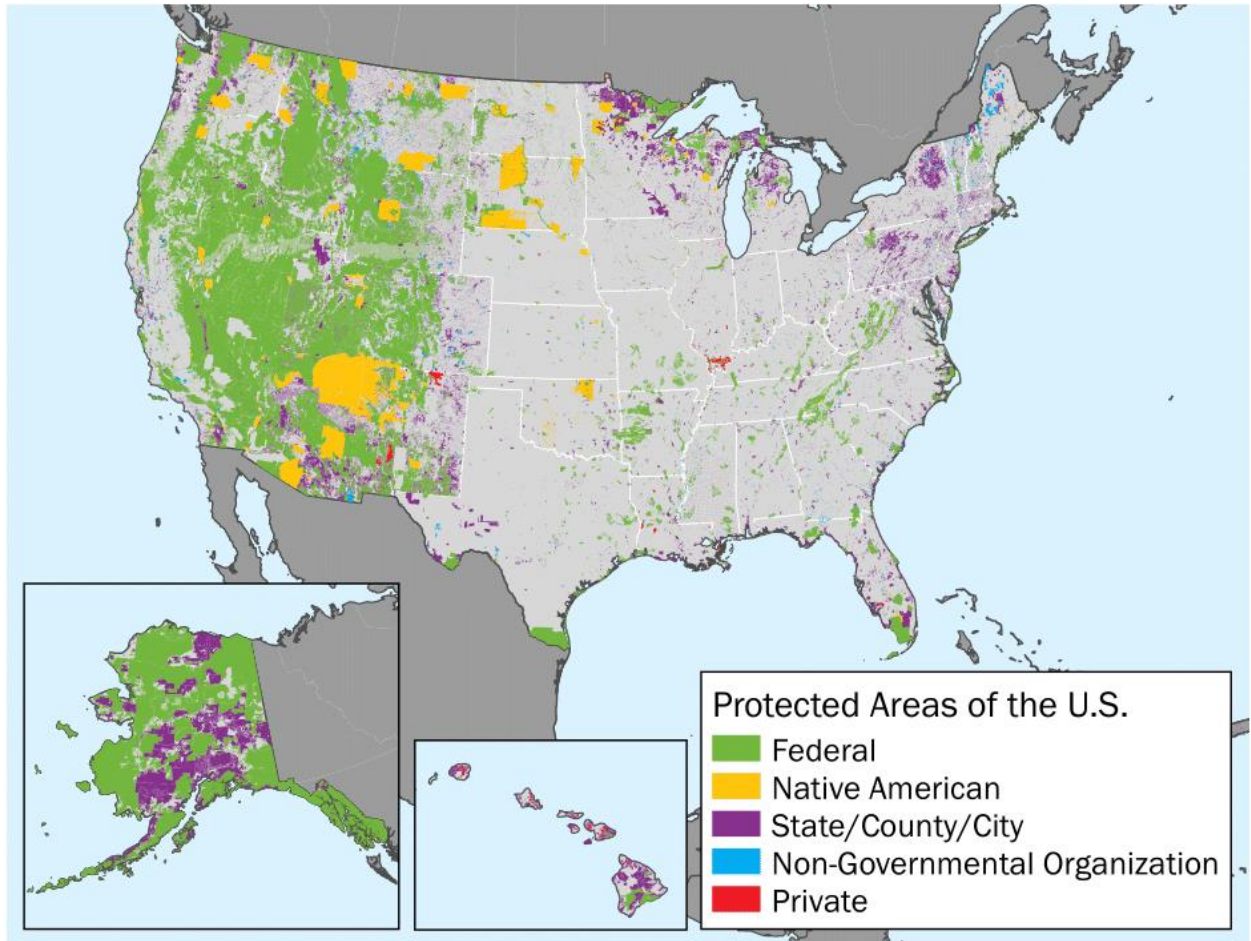 Protected Areas of the U.S.
Federal
Native American
State/County/City
Non-Governmental Organization
Private